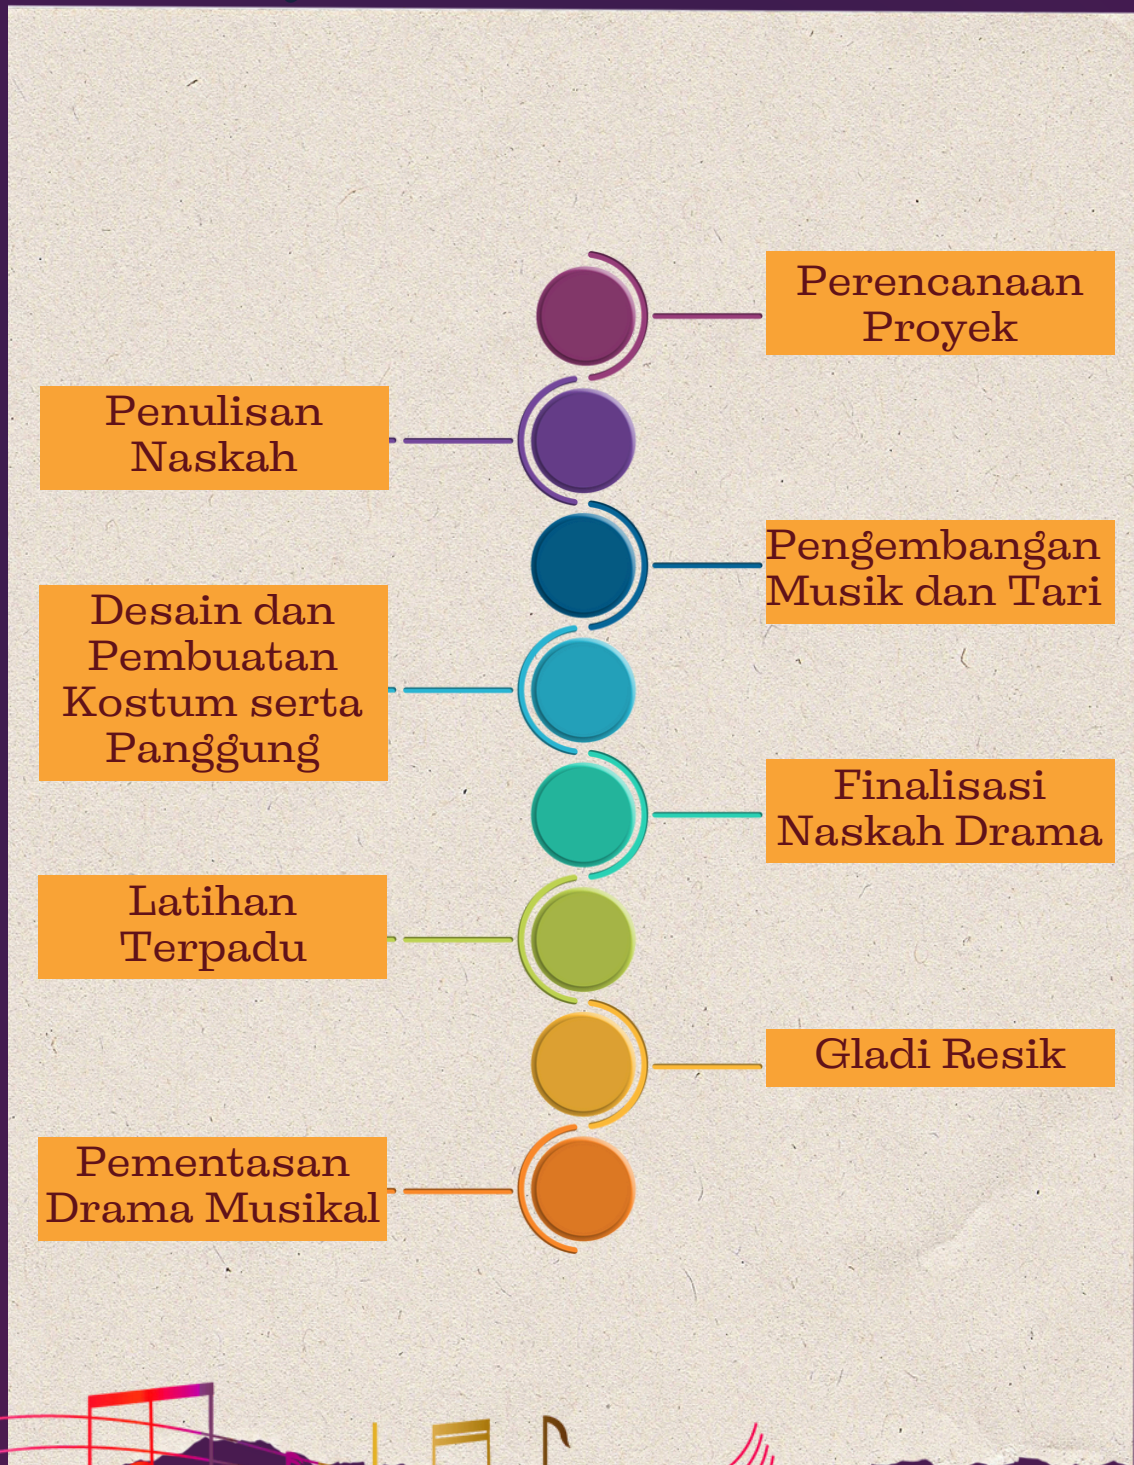 Perencanaan
Proyek
Penulisan
Naskah
Pengembangan
Musik dan Tari
Desain dan
Pembuatan
Kostum serta
Panggung
Finalisasi
Naskah Drama
Latihan
Terpadu
Gladi Resik
Pementasan
Drama Musikal